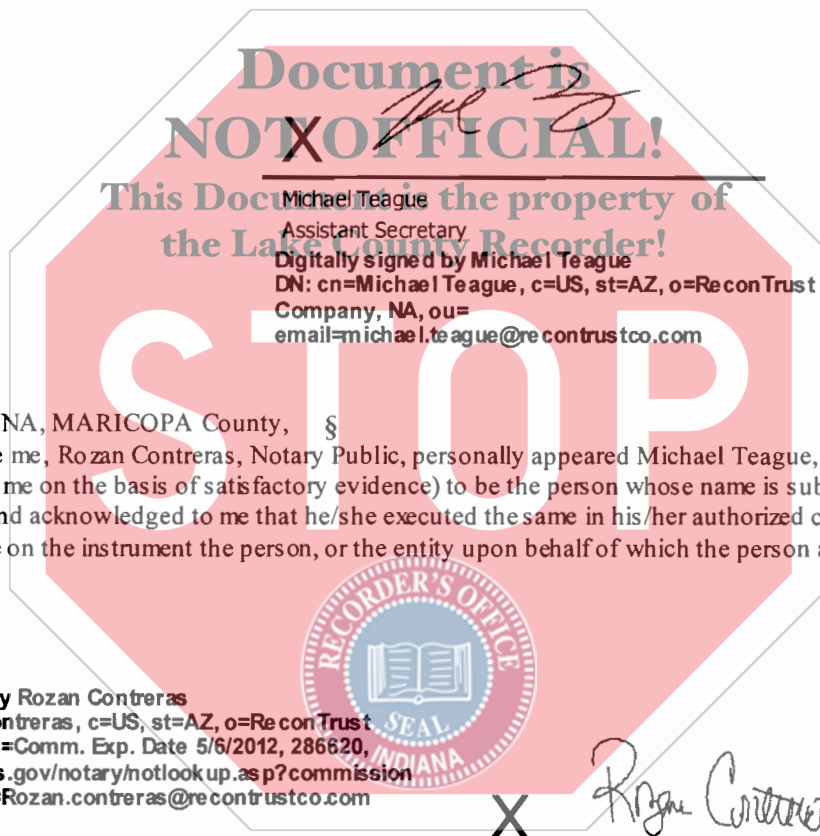 Document is
NOT OFFICIAL!
This Document is the property of
the Lake County Recorder!
STOP
X
Michael Teague
Assistant Secretary
Digitally signed by Michael Teague
DN: cn=Michael Teague, c=US, st=AZ, o=ReconTrust
Company, NA, ou=
email=michael.teague@recontrustco.com
NA, MARICOPA County, §
e me, Rozan Contreras, Notary Public, personally appeared Michael Teague,
me on the basis of satisfactory evidence) to be the person whose name is sub
nd acknowledged to me that he/she executed the same in his/her authorized c
e on the instrument the person, or the entity upon behalf of which the person a
RECORDER'S OFFICE
SEAL
INDIANA
y Rozan Contreras
ontreras, c=US, st=AZ, o=ReconTrust
=Comm. Exp. Date 5/6/2012, 286620,
s.gov/notary/notlookup.asp?commission
=Rozan.contreras@recontrustco.com
X Rozan Contreras